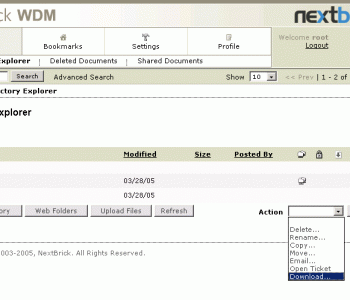 ck WDM
nextb
Bookmarks
Settings
Profile
Welcome root
Logout
Explorer | Deleted Documents | Shared Documents
Search Advanced Search Show 10 << Prev | 1 - 2 of
ctory Explorer
xplorer
Modified Size Posted By
03/28/05
03/28/05
ory Web Folders Upload Files Refresh Action
Delete...
Rename...
Copy...
Move...
Email...
Open Ticket
Download...
003-2005, NextBrick. All Rights Reserved.